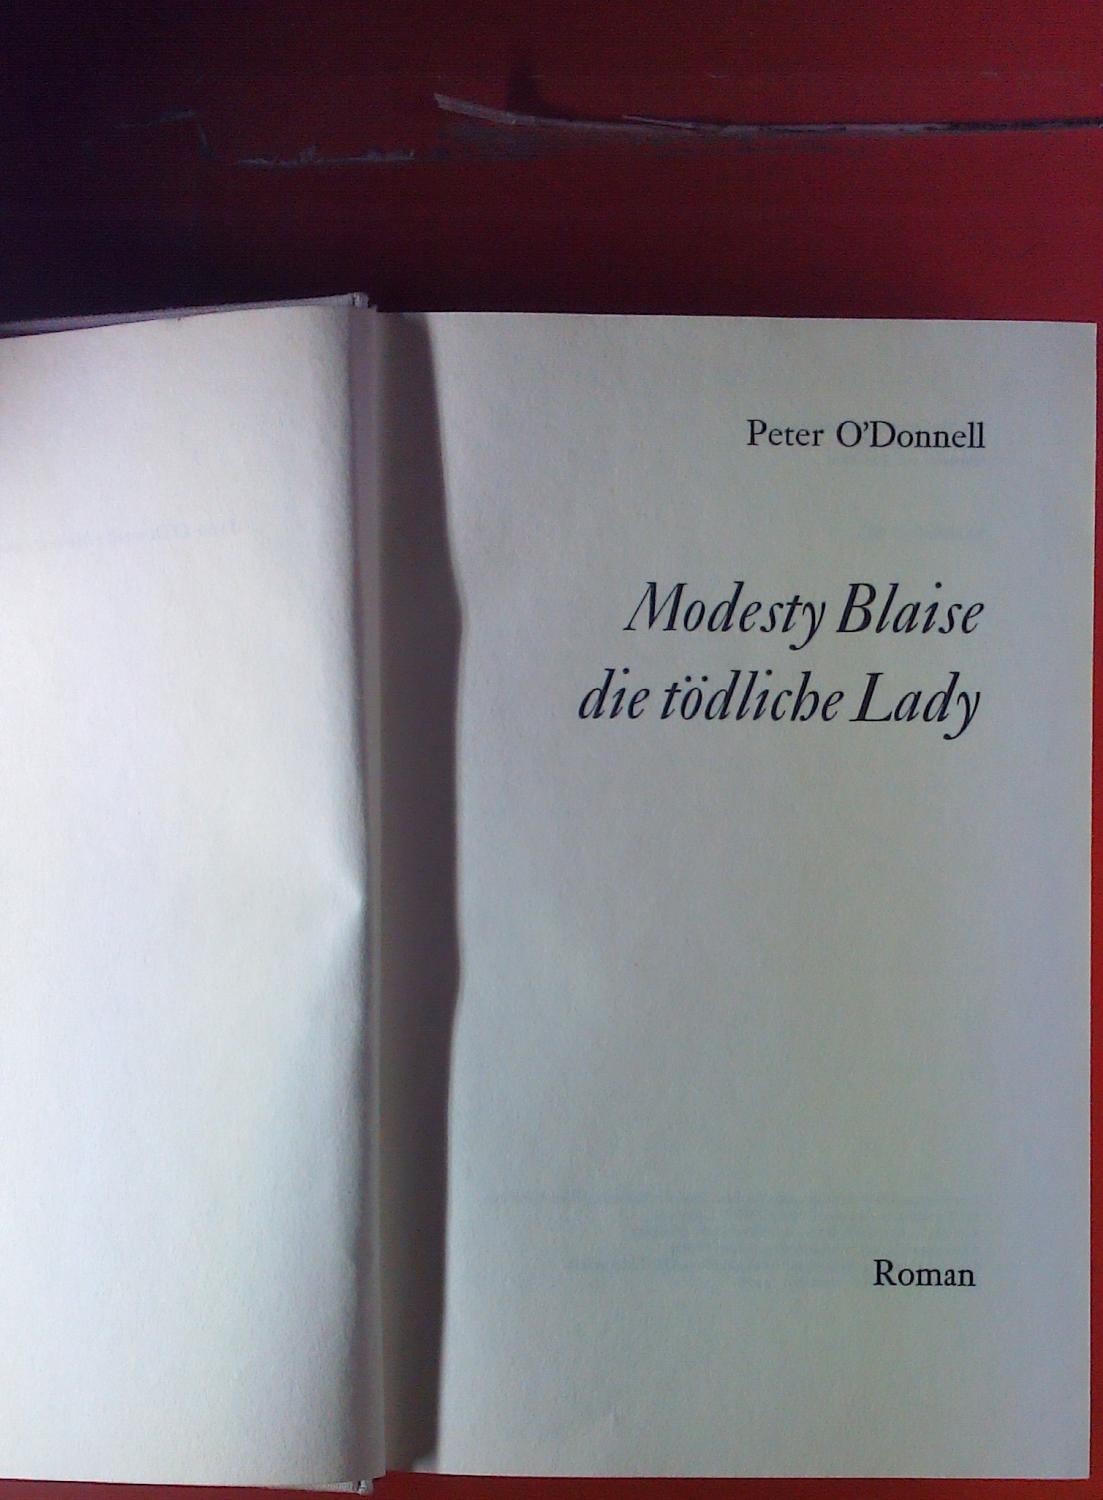 Peter O’Donnell
Modesty Blaise
die tödliche Lady
Roman